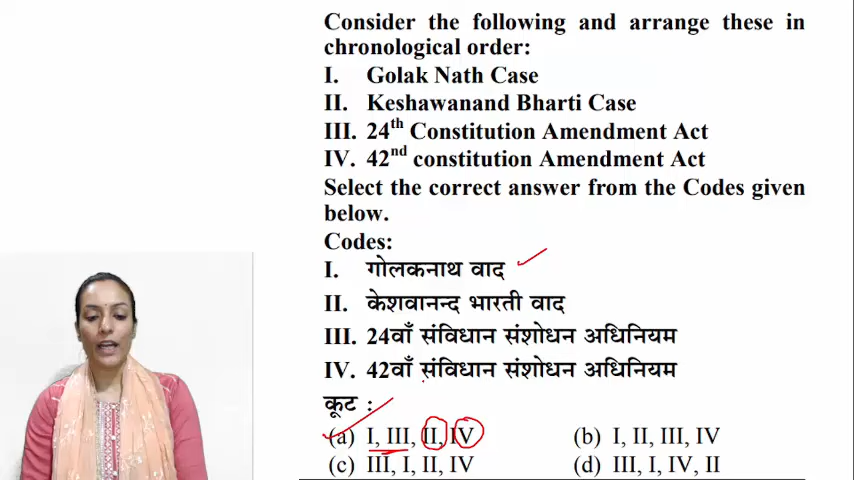 Consider the following and arrange these in
chronological order:
I. Golak Nath Case
II. Keshawanand Bharti Case
III. 24th Constitution Amendment Act
IV. 42nd constitution Amendment Act
Select the correct answer from the Codes given
below.
Codes:
I. गोलकनाथ वाद
II. केशवानन्द भारती वाद
III. 24वाँ संविधान संशोधन अधिनियम
IV. 42वाँ संविधान संशोधन अधिनियम
कूट :
(a) I, III, II, IV (b) I, II, III, IV
(c) III, I, II, IV (d) III, I, IV, II